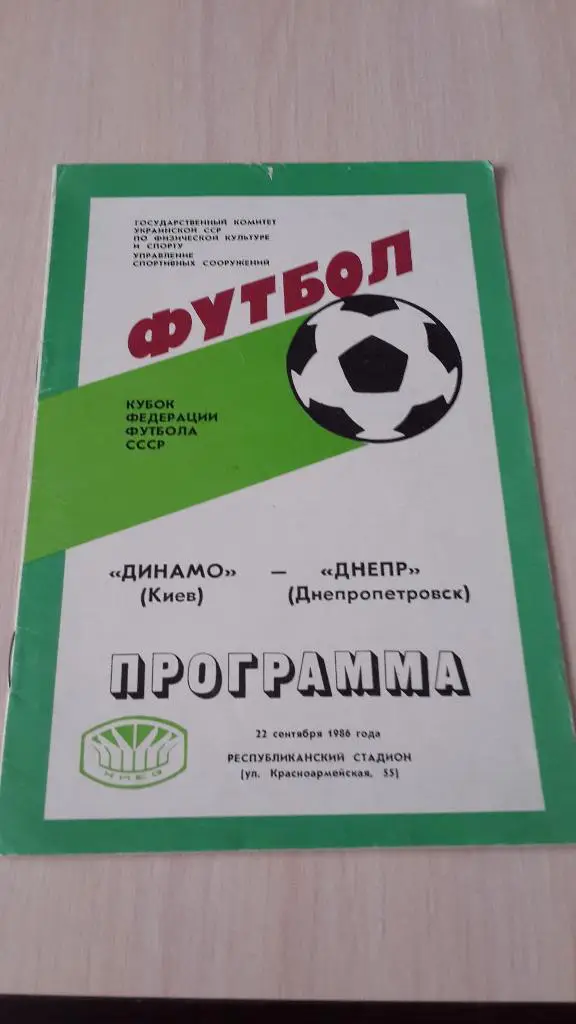 ГОСУДАРСТВЕННЫЙ КОМИТЕТ
УКРАИНСКОЙ ССР
ПО ФИЗИЧЕСКОЙ КУЛЬТУРЕ
И СПОРТУ
УПРАВЛЕНИЕ
СПОРТИВНЫХ СООРУЖЕНИЙ
ФУТБОЛ
КУБОК
ФЕДЕРАЦИИ
ФУТБОЛА
СССР
«ДИНАМО» — «ДНЕПР»
(Киев) (Днепропетровск)
ПРОГРАММА
22 сентября 1986 года
РЕСПУБЛИКАНСКИЙ СТАДИОН
(ул. Красноармейская, 55)
КИЕВ